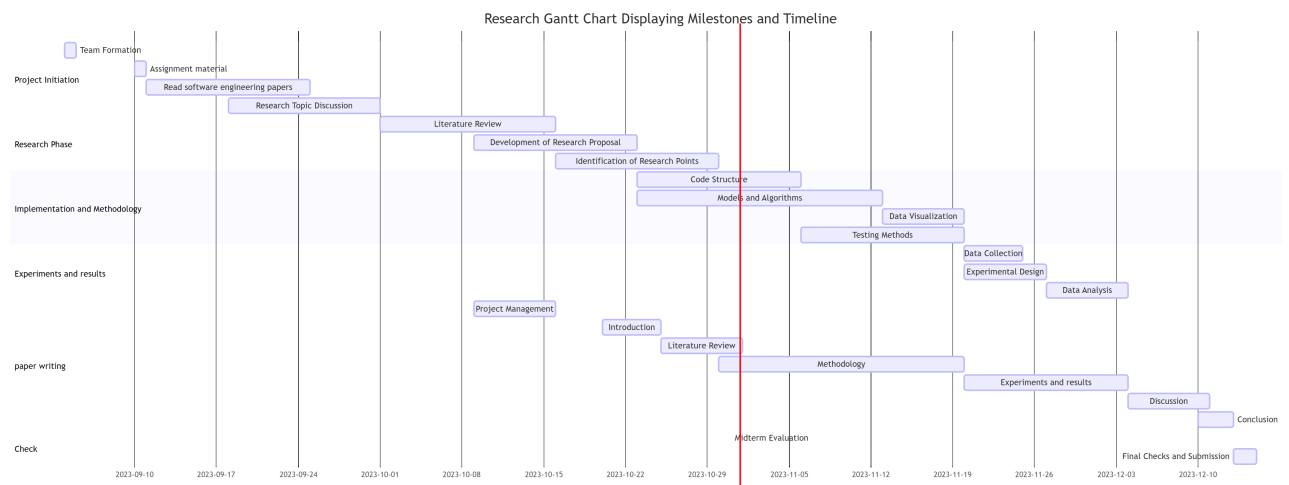 Research Gantt Chart Displaying Milestones and Timeline
Team Formation
Assignment material
Project Initiation
Read software engineering papers
Research Topic Discussion
Literature Review
Research Phase
Development of Research Proposal
Identification of Research Points
Code Structure
Models and Algorithms
Implementation and Methodology
Data Visualization
Testing Methods
Data Collection
Experiments and results
Experimental Design
Data Analysis
Project Management
Introduction
Literature Review
paper writing
Methodology
Experiments and results
Discussion
Conclusion
Midterm Evaluation
Check
Final Checks and Submission
2023-09-10 2023-09-17 2023-09-24 2023-10-01 2023-10-08 2023-10-15 2023-10-22 2023-10-29 2023-11-05 2023-11-12 2023-11-19 2023-11-26 2023-12-03 2023-12-10